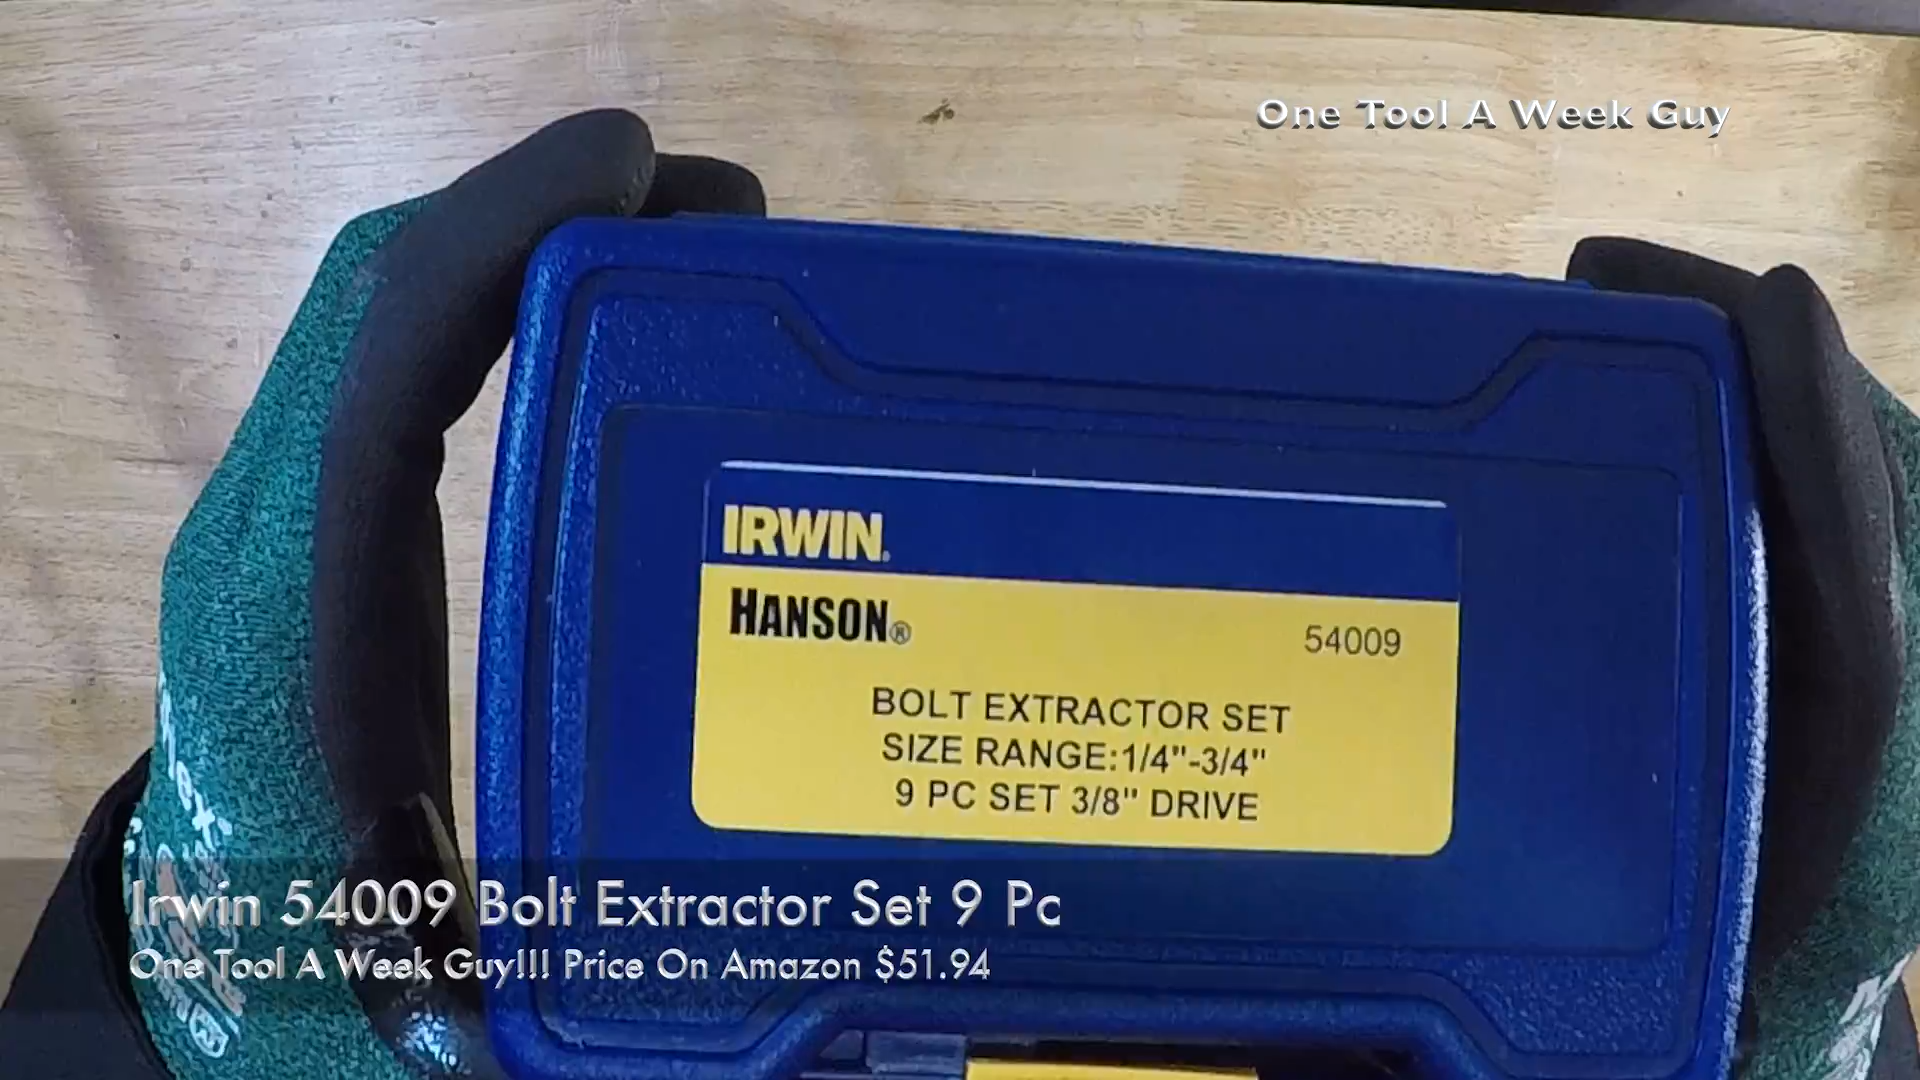 One Tool A Week Guy
IRWIN®
HANSON®
54009
BOLT EXTRACTOR SET
SIZE RANGE:1/4"-3/4"
9 PC SET 3/8" DRIVE
Irwin 54009 Bolt Extractor Set 9 Pc
One Tool A Week Guy!!! Price On Amazon $51.94